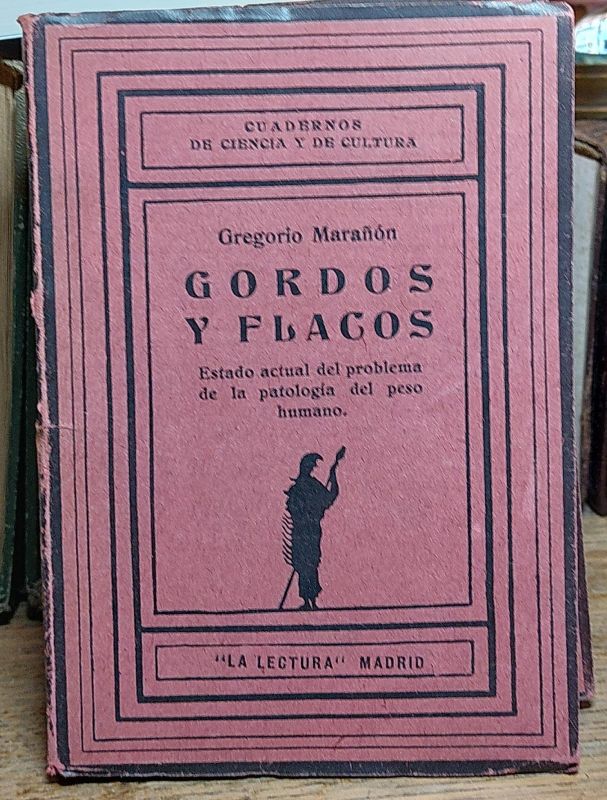 CUADERNOS
DE CIENCIA Y DE CULTURA
Gregorio Marañón
GORDOS
Y FLACOS
Estado actual del problema
de la patología del peso
humano.
"LA LECTURA" MADRID